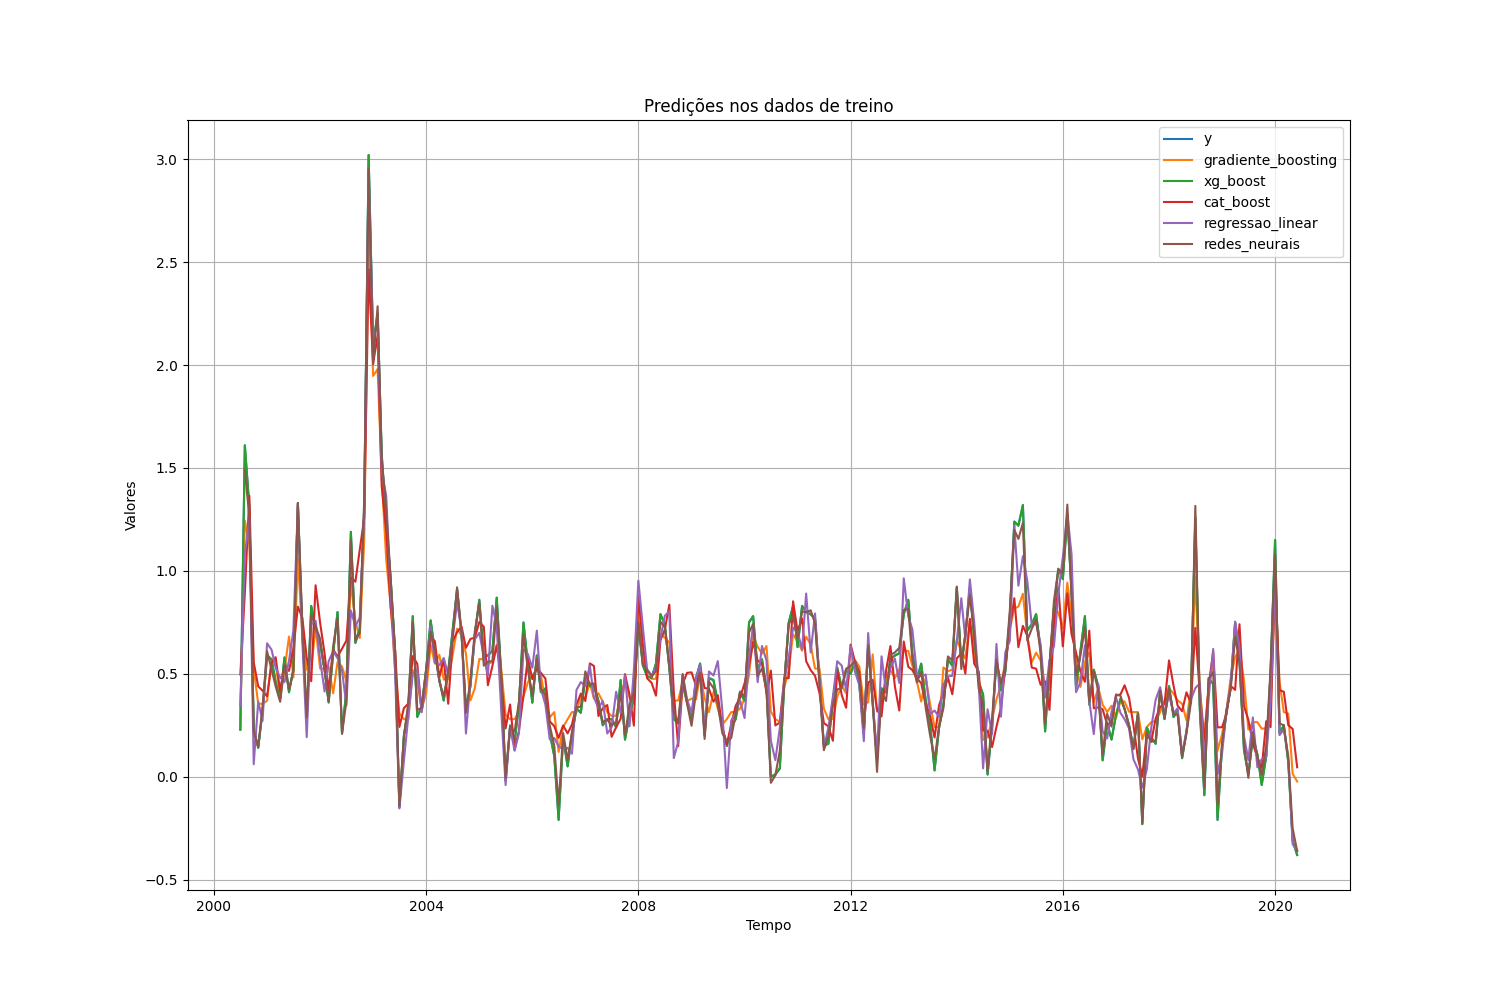 Predições nos dados de treino
y
gradiente_boosting
xg_boost
cat_boost
regressao_linear
redes_neurais
Valores
3.0
2.5
2.0
1.5
1.0
0.5
0.0
−0.5
2000 2004 2008 2012 2016 2020
Tempo